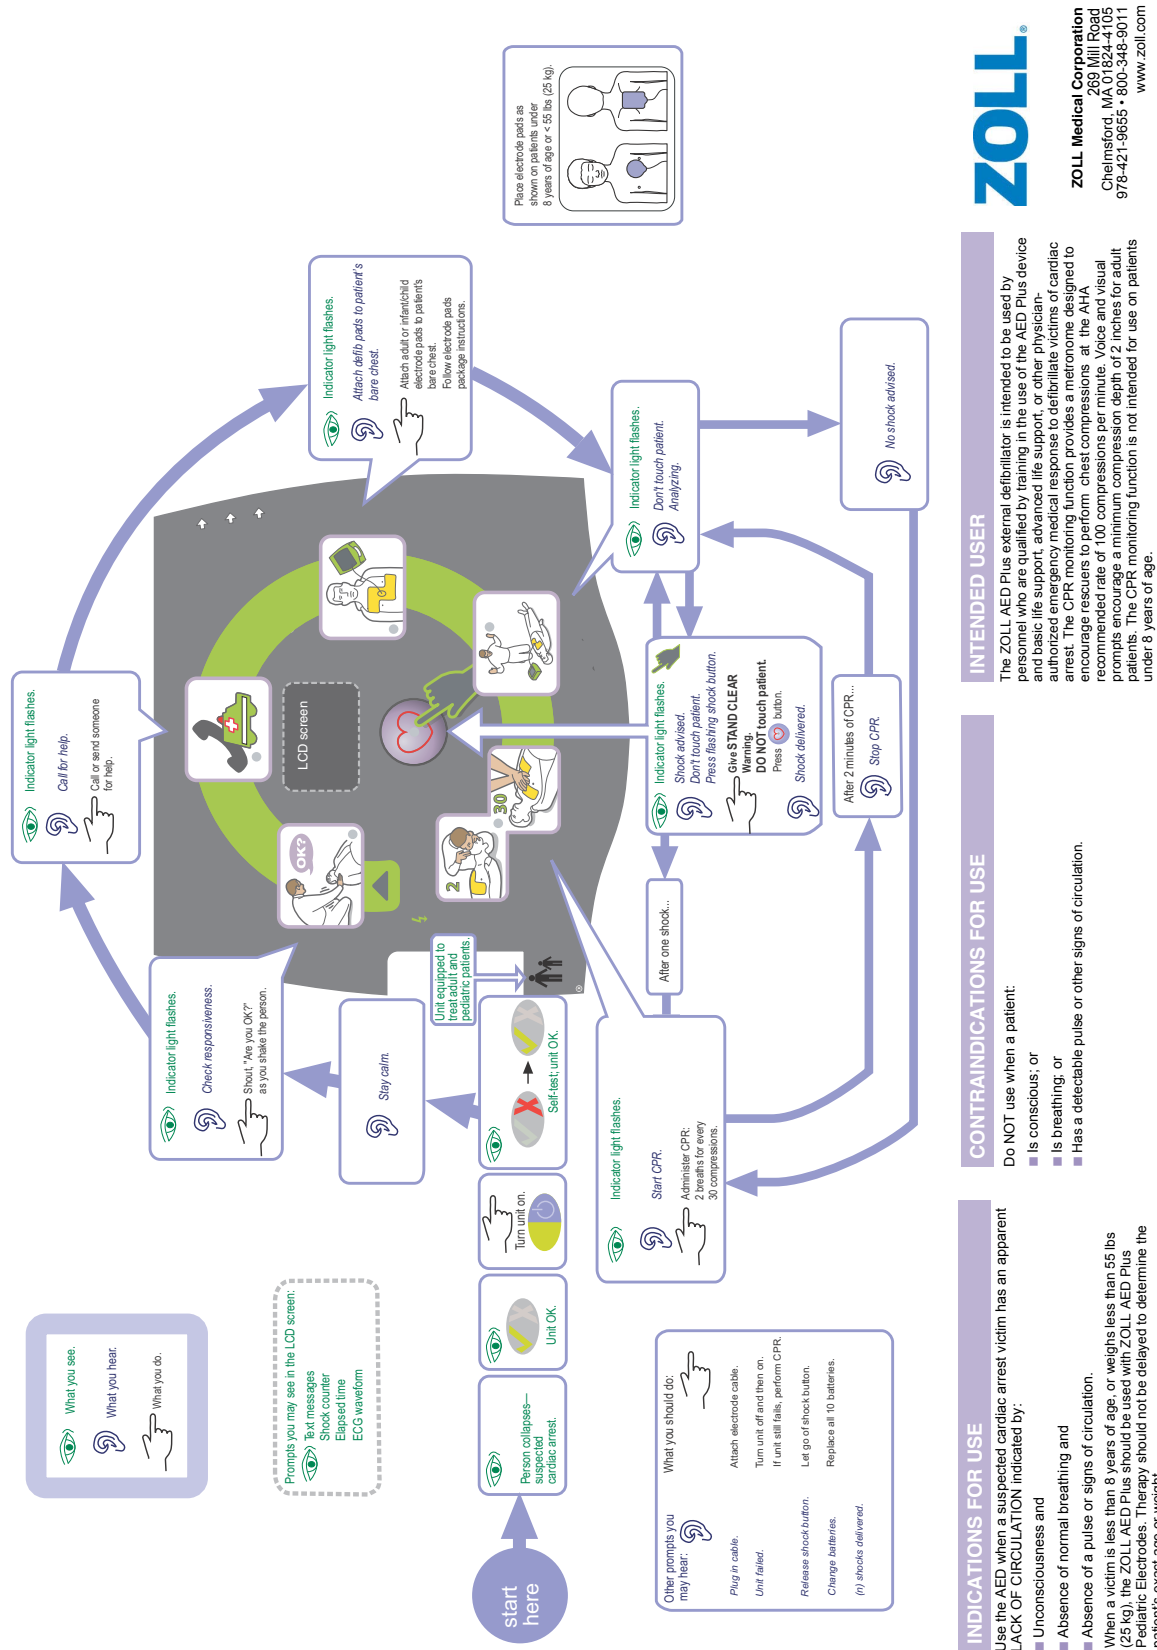 What you see.
What you hear.
What you do.
Prompts you may see in the LCD screen:
Text messages
Shock counter
Elapsed time
ECG waveform
start
here
Person collapses—
suspected
cardiac arrest.
Unit OK.
Turn unit on.
Self-test; unit OK.
Unit equipped to
treat adult and
pediatric patients.
Stay calm.
Indicator light flashes.
Check responsiveness.
Shout, "Are you OK?"
as you shake the person.
Indicator light flashes.
Call for help.
Call or send someone
for help.
Indicator light flashes.
Attach defib pads to patient's
bare chest.
Attach adult or infant/child
electrode pads to patient's
bare chest.
Follow electrode pads
package instructions.
Place electrode pads as
shown on patients under
8 years of age or < 55 lbs (25 kg).
OK?
LCD screen
2
30
®
Indicator light flashes.
Don't touch patient.
Analyzing.
No shock advised.
Indicator light flashes.
Shock advised.
Don't touch patient.
Press flashing shock button.
Give STAND CLEAR
Warning.
DO NOT touch patient.
Press button.
Shock delivered.
After one shock...
Indicator light flashes.
Start CPR.
Administer CPR:
2 breaths for every
30 compressions.
After 2 minutes of CPR...
Stop CPR.
Other prompts you
may hear:
What you should do:
Plug in cable.
Attach electrode cable.
Unit failed.
Turn unit off and then on.
If unit still fails, perform CPR.
Release shock button.
Let go of shock button.
Change batteries.
Replace all 10 batteries.
(n) shocks delivered.
INDICATIONS FOR USE
Use the AED when a suspected cardiac arrest victim has an apparent
LACK OF CIRCULATION indicated by:
■ Unconsciousness and
■ Absence of normal breathing and
■ Absence of a pulse or signs of circulation.
When a victim is less than 8 years of age, or weighs less than 55 lbs
(25 kg), the ZOLL AED Plus should be used with ZOLL AED Plus
Pediatric Electrodes. Therapy should not be delayed to determine the
patient's exact age or weight.
CONTRAINDICATIONS FOR USE
Do NOT use when a patient:
■ Is conscious; or
■ Is breathing; or
■ Has a detectable pulse or other signs of circulation.
INTENDED USER
The ZOLL AED Plus external defibrillator is intended to be used by
personnel who are qualified by training in the use of the AED Plus device
and basic life support, advanced life support, or other physician-
authorized emergency medical response to defibrillate victims of cardiac
arrest. The CPR monitoring function provides a metronome designed to
encourage rescuers to perform chest compressions at the AHA
recommended rate of 100 compressions per minute. Voice and visual
prompts encourage a minimum compression depth of 2 inches for adult
patients. The CPR monitoring function is not intended for use on patients
under 8 years of age.
ZOLL®
ZOLL Medical Corporation
269 Mill Road
Chelmsford, MA 01824-4105
978-421-9655 • 800-348-9011
www.zoll.com